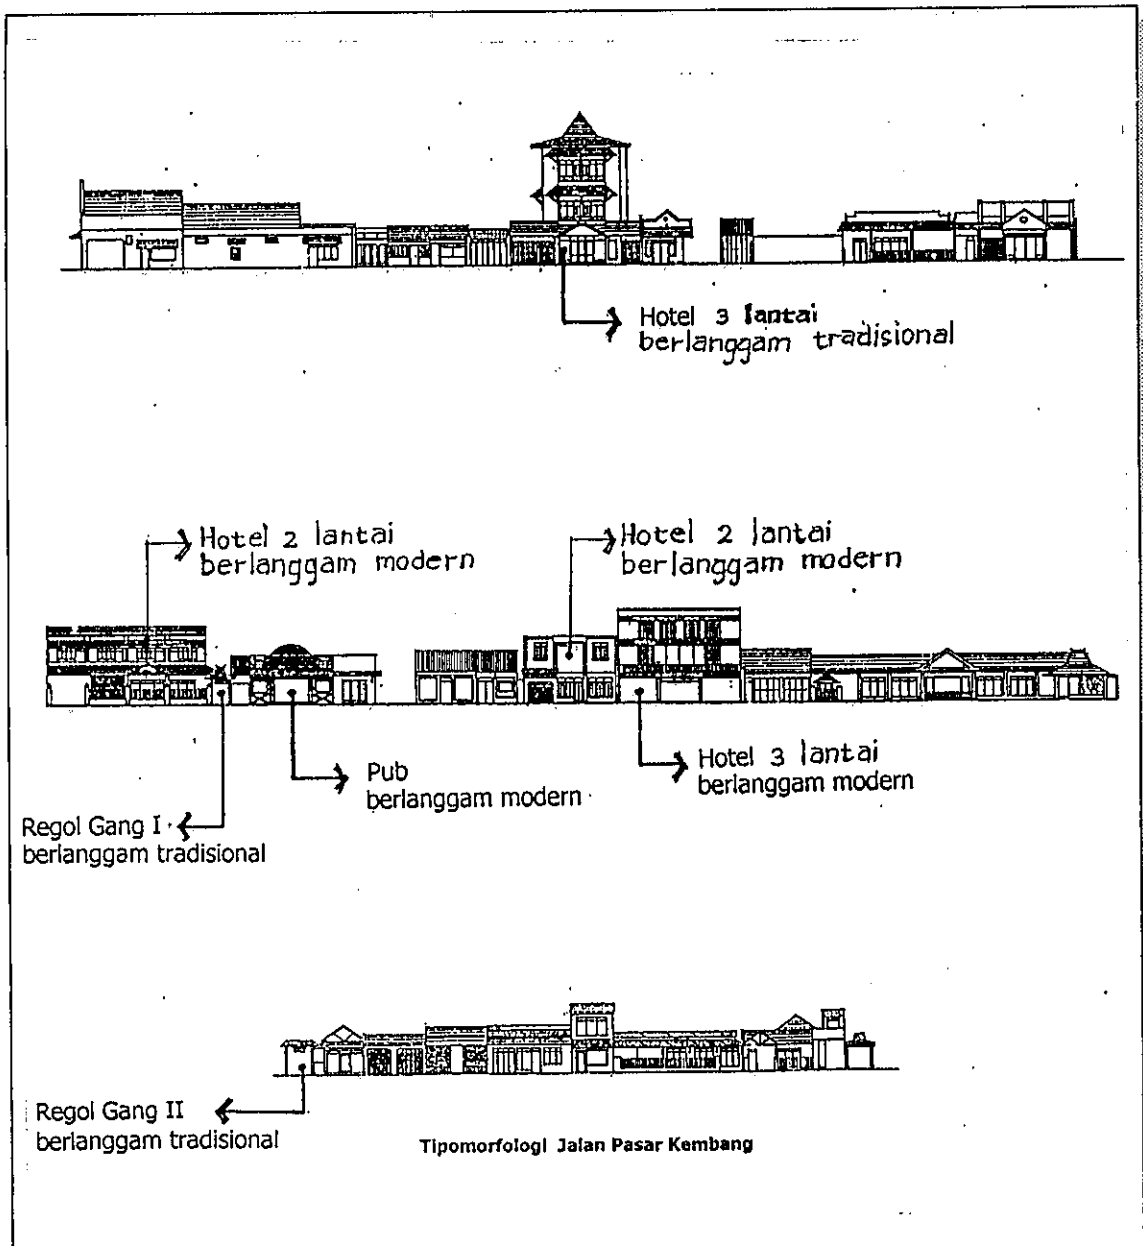 Hotel 3 lantai
berlanggam tradisional
Hotel 2 lantai
berlanggam modern
Hotel 2 lantai
berlanggam modern
Hotel 3 lantai
berlanggam modern
Pub
berlanggam modern
Regol Gang I
berlanggam tradisional
Regol Gang II
berlanggam tradisional
Tipomorfologi Jalan Pasar Kembang